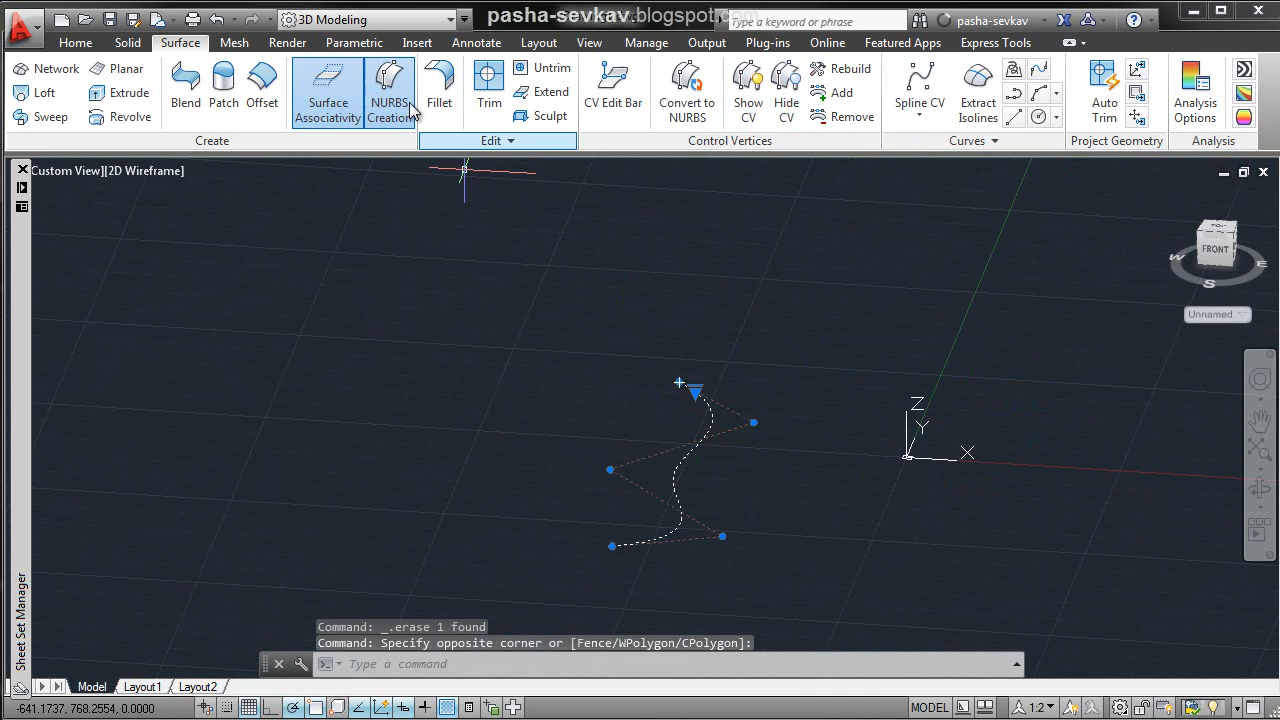 3D Modeling
pasha-sevkav.blogspot.com
Type a keyword or phrase
pasha-sevkav
Home Solid Surface Mesh Render Parametric Insert Annotate Layout View Manage Output Plug-ins Online Featured Apps Express Tools
Network Planar
Loft Extrude
Sweep Revolve
Blend Patch Offset
Surface Associativity
NURBS Creation
Fillet
Trim
Untrim
Extend
Sculpt
CV Edit Bar
Convert to NURBS
Show CV
Hide CV
Rebuild
Add
Remove
Spline CV
Extract Isolines
Auto Trim
Analysis Options
Create Edit Control Vertices Curves Project Geometry Analysis
Custom View][2D Wireframe]
TOP
FRONT
W E
S
Unnamed
Z
Y
X
Sheet Set Manager
Command: _.erase 1 found
Command: Specify opposite corner or [Fence/WPolygon/CPolygon]:
Type a command
Model Layout1 Layout2
-641.1737, 768.2554, 0.0000
MODEL
1:2